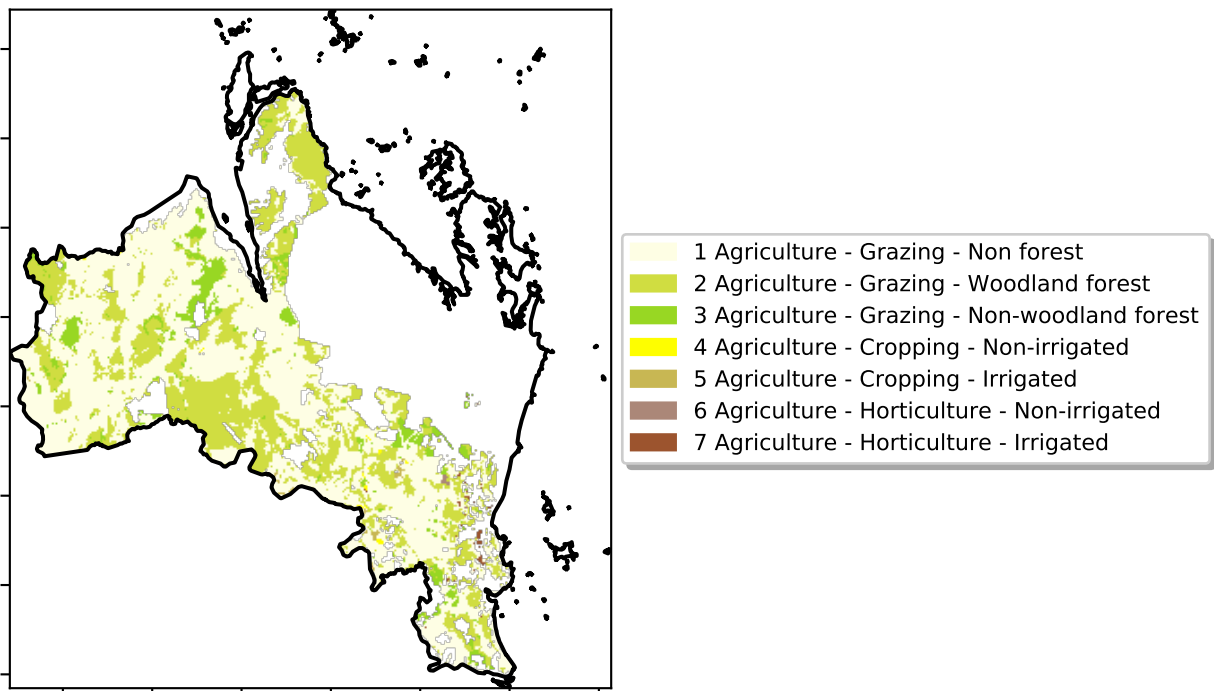 1 Agriculture - Grazing - Non forest
2 Agriculture - Grazing - Woodland forest
3 Agriculture - Grazing - Non-woodland forest
4 Agriculture - Cropping - Non-irrigated
5 Agriculture - Cropping - Irrigated
6 Agriculture - Horticulture - Non-irrigated
7 Agriculture - Horticulture - Irrigated